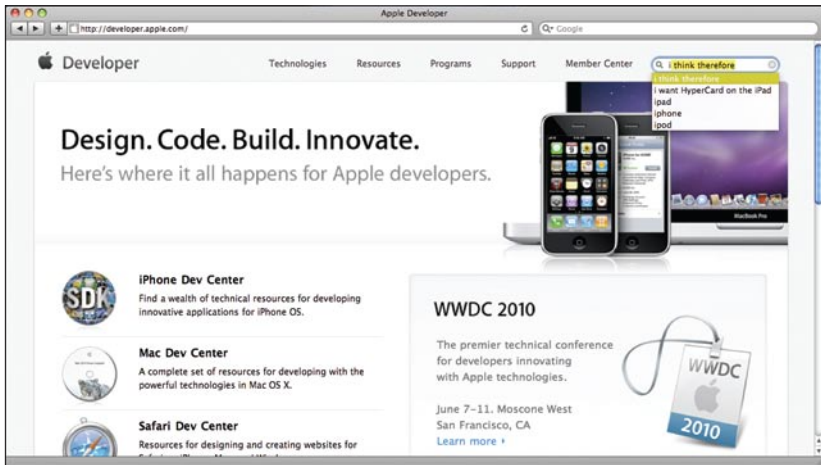 Apple Developer
http://developer.apple.com/
Google
Developer
Technologies
Resources
Programs
Support
Member Center
i think therefore
i think therefore
i want HyperCard on the iPad
ipad
iphone
ipod
Design. Code. Build. Innovate.
Here's where it all happens for Apple developers.
MacBook Pro
iPhone Dev Center
Find a wealth of technical resources for developing
innovative applications for iPhone OS.
SDK
Mac Dev Center
A complete set of resources for developing with the
powerful technologies in Mac OS X.
Safari Dev Center
Resources for designing and creating websites for
WWDC 2010
The premier technical conference
for developers innovating
with Apple technologies.
June 7–11. Moscone West
San Francisco, CA
Learn more ›
WWDC
2010